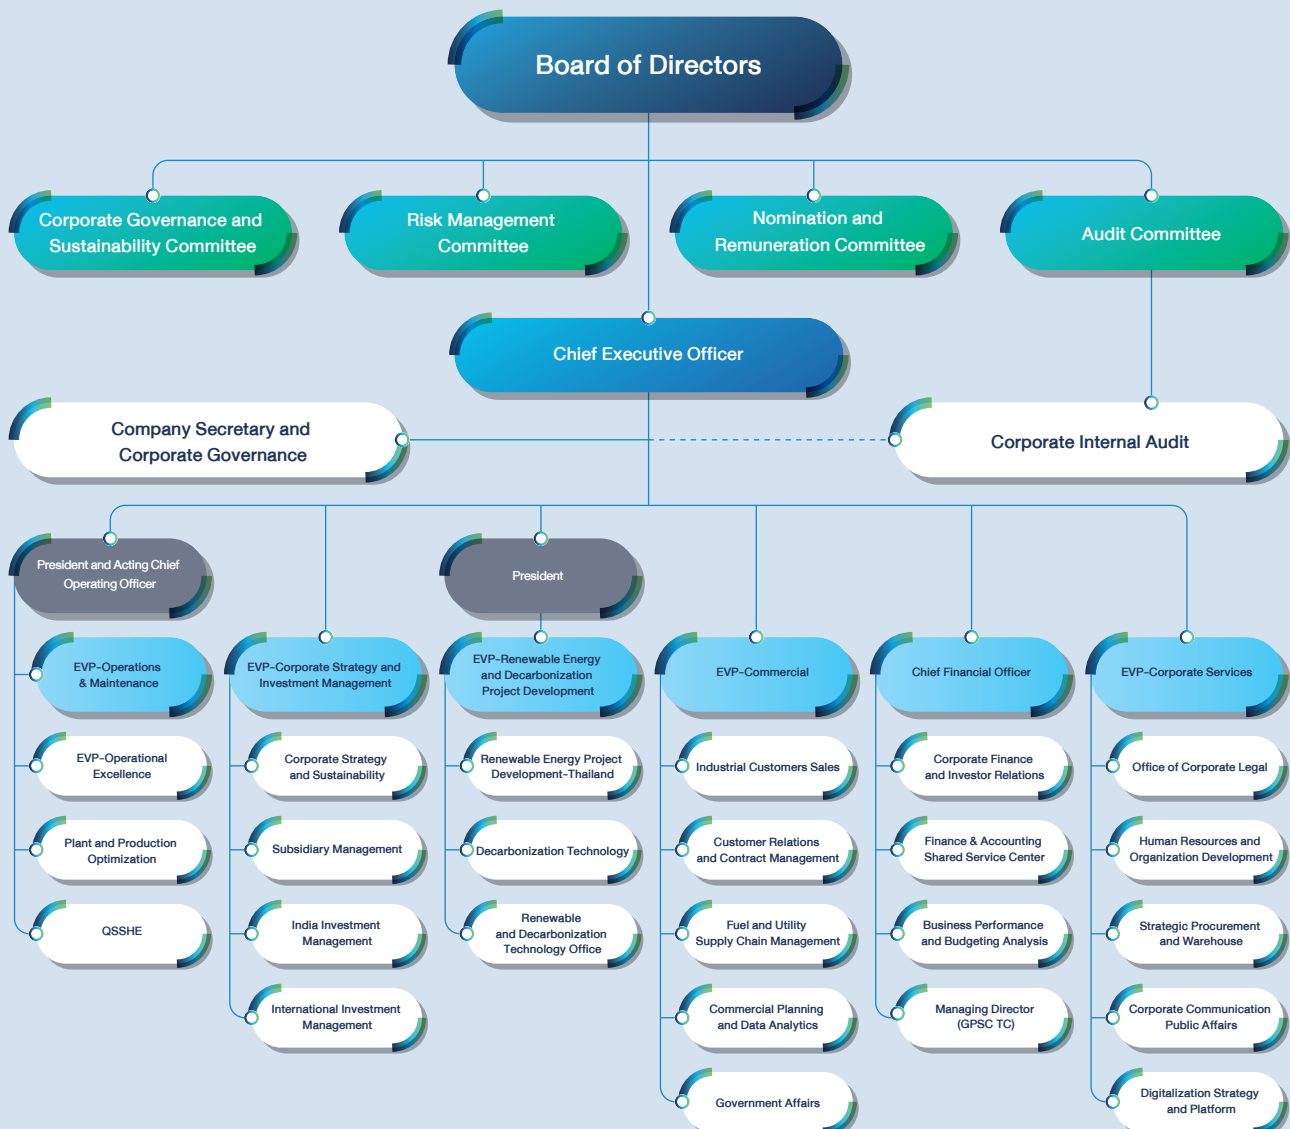 Board of Directors
Corporate Governance and
Sustainability Committee
Risk Management
Committee
Nomination and
Remuneration Committee
Audit Committee
Chief Executive Officer
Company Secretary and
Corporate Governance
Corporate Internal Audit
President and Acting Chief
Operating Officer
President
EVP-Operations
& Maintenance
EVP-Corporate Strategy and
Investment Management
EVP-Renewable Energy
and Decarbonization
Project Development
EVP-Commercial
Chief Financial Officer
EVP-Corporate Services
EVP-Operational
Excellence
Corporate Strategy
and Sustainability
Renewable Energy Project
Development-Thailand
Industrial Customers Sales
Corporate Finance
and Investor Relations
Office of Corporate Legal
Plant and Production
Optimization
Subsidiary Management
Decarbonization Technology
Customer Relations
and Contract Management
Finance & Accounting
Shared Service Center
Human Resources and
Organization Development
QSSHE
India Investment
Management
Renewable
and Decarbonization
Technology Office
Fuel and Utility
Supply Chain Management
Business Performance
and Budgeting Analysis
Strategic Procurement
and Warehouse
International Investment
Management
Commercial Planning
and Data Analytics
Managing Director
(GPSC TC)
Corporate Communication
Public Affairs
Government Affairs
Digitalization Strategy
and Platform